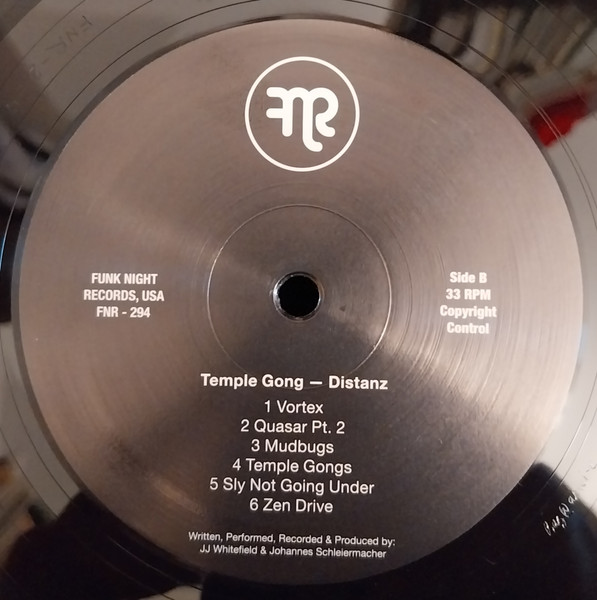 FNR
FUNK NIGHT
RECORDS, USA
FNR - 294
Side B
33 RPM
Copyright
Control
Temple Gong — Distanz
1 Vortex
2 Quasar Pt. 2
3 Mudbugs
4 Temple Gongs
5 Sly Not Going Under
6 Zen Drive
Written, Performed, Recorded & Produced by:
JJ Whitefield & Johannes Schleiermacher